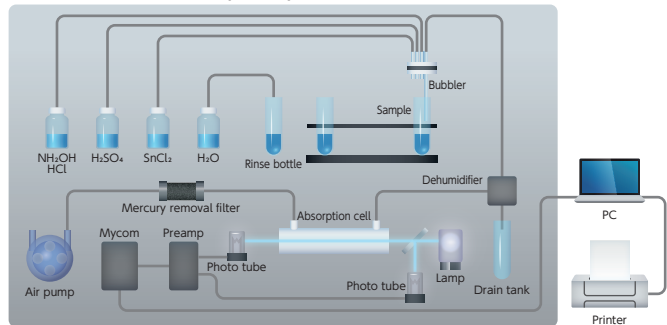 Bubbler
Sample
NH₂OH
HCl
H₂SO₄
SnCl₂
H₂O
Rinse bottle
Dehumidifier
Mercury removal filter
Absorption cell
PC
Mycom
Preamp
Photo tube
Air pump
Photo tube
Lamp
Drain tank
Printer